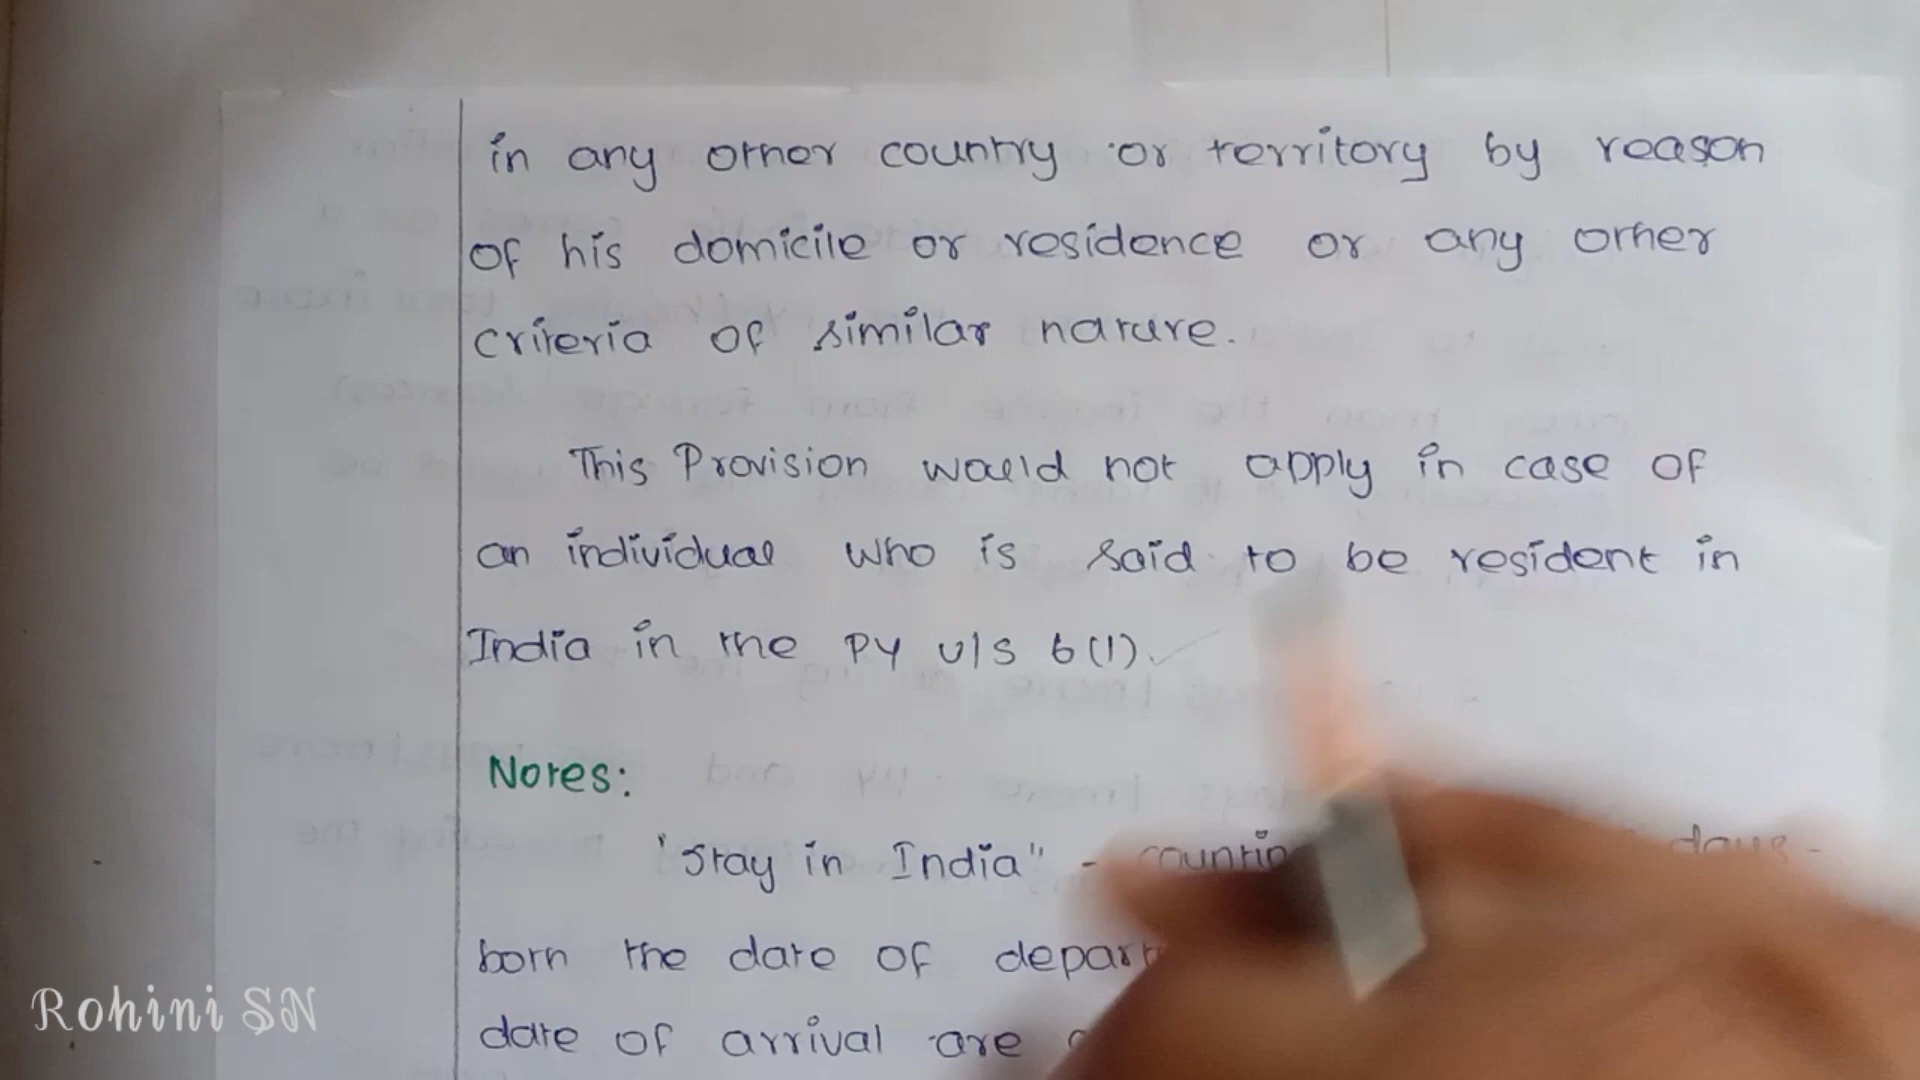 in any other country or territory by reason
of his domicile or residence or any other
criteria of similar nature.
This Provision would not apply in case of
an individual who is said to be resident in
India in the PY u/s 6(1).
Notes:
'Stay in India" - days -
both the date of
date of arrival are
Rohini SN